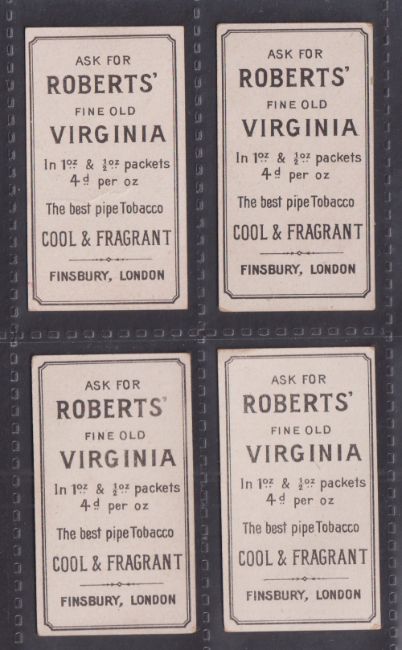 ASK FOR
ROBERTS'
FINE OLD
VIRGINIA
In 1oz & ½oz packets
4d per oz
The best pipe Tobacco
COOL & FRAGRANT
FINSBURY, LONDON
ASK FOR
ROBERTS'
FINE OLD
VIRGINIA
In 1oz & ½oz packets
4d per oz
The best pipe Tobacco
COOL & FRAGRANT
FINSBURY, LONDON
ASK FOR
ROBERTS'
FINE OLD
VIRGINIA
In 1oz & ½oz packets
4d per oz
The best pipe Tobacco
COOL & FRAGRANT
FINSBURY, LONDON
ASK FOR
ROBERTS'
FINE OLD
VIRGINIA
In 1oz & ½oz packets
4d per oz
The best pipe Tobacco
COOL & FRAGRANT
FINSBURY, LONDON